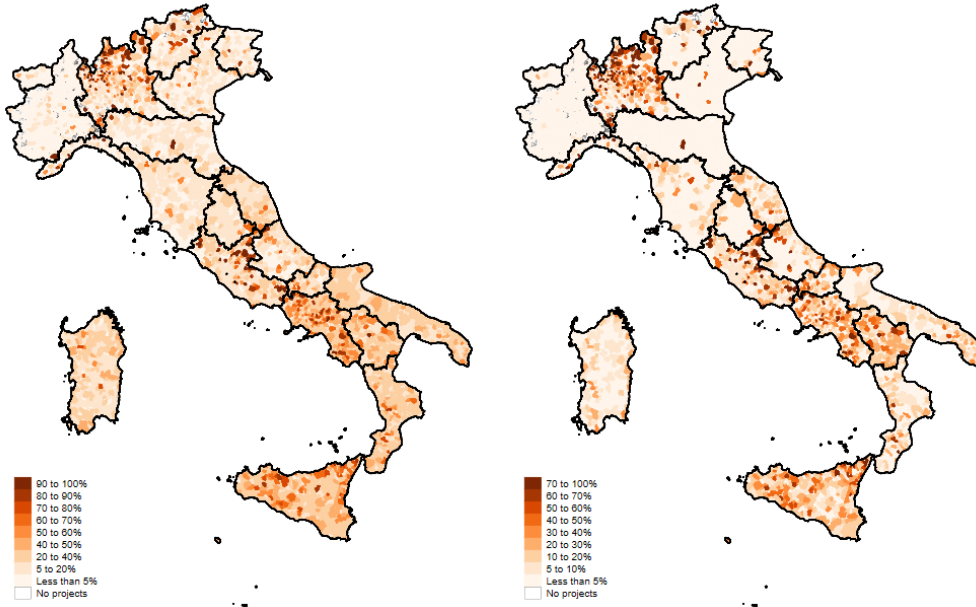 90 to 100%
80 to 90%
70 to 80%
60 to 70%
50 to 60%
40 to 50%
20 to 40%
5 to 20%
Less than 5%
No projects
70 to 100%
60 to 70%
50 to 60%
40 to 50%
30 to 40%
20 to 30%
10 to 20%
5 to 10%
Less than 5%
No projects